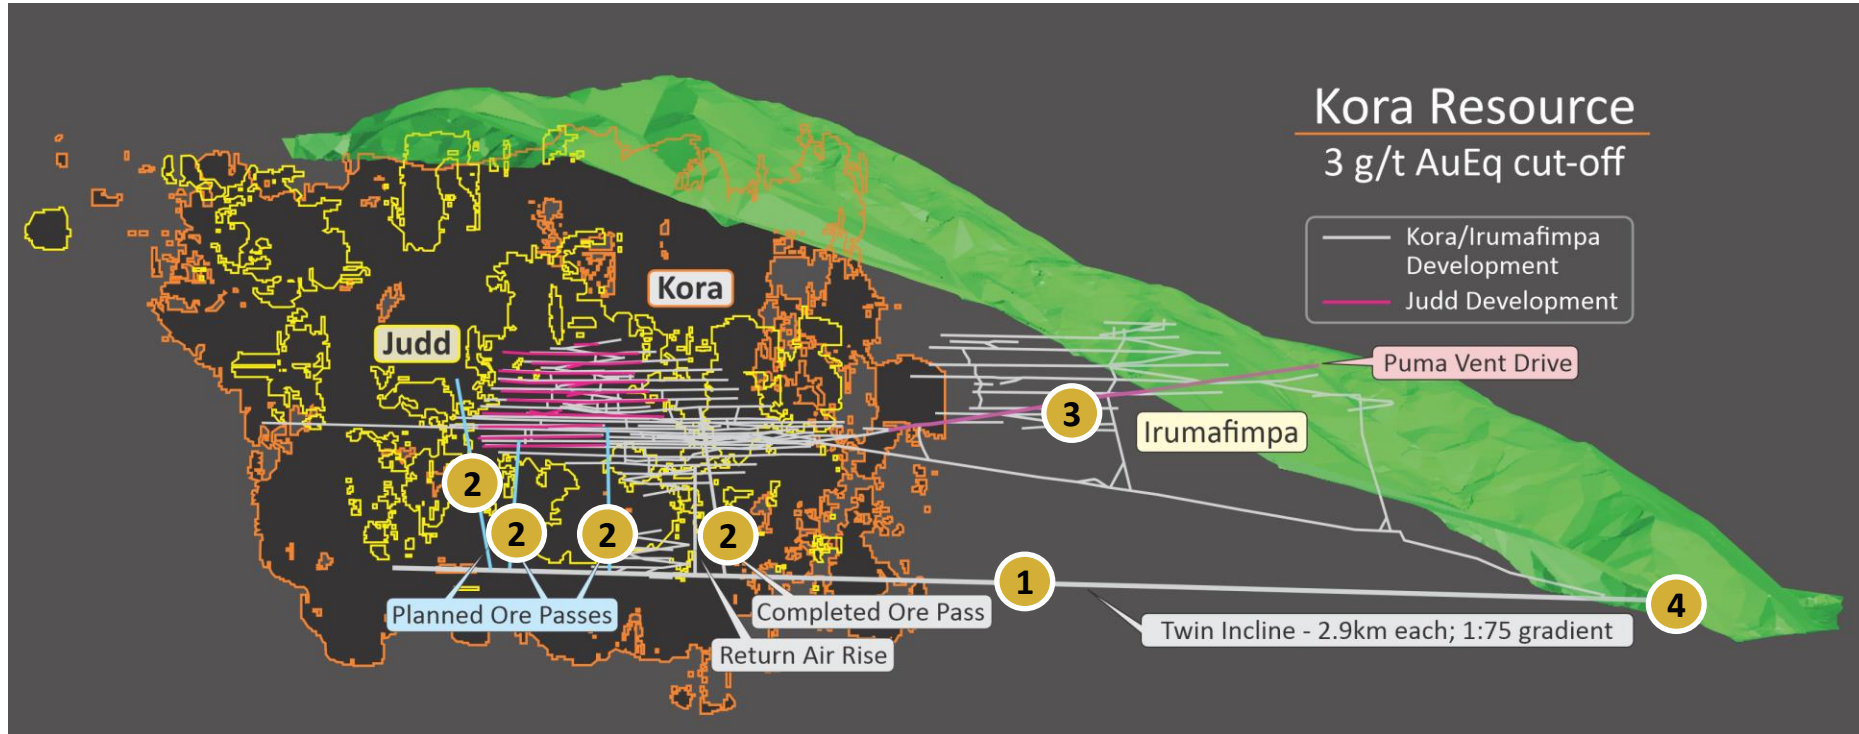 Kora Resource
3 g/t AuEq cut-off
Kora/Irumafimpa
Development
Judd Development
Kora
Judd
Puma Vent Drive
3
Irumafimpa
2
2
2
2
1
4
Planned Ore Passes
Completed Ore Pass
Twin Incline - 2.9km each; 1:75 gradient
Return Air Rise